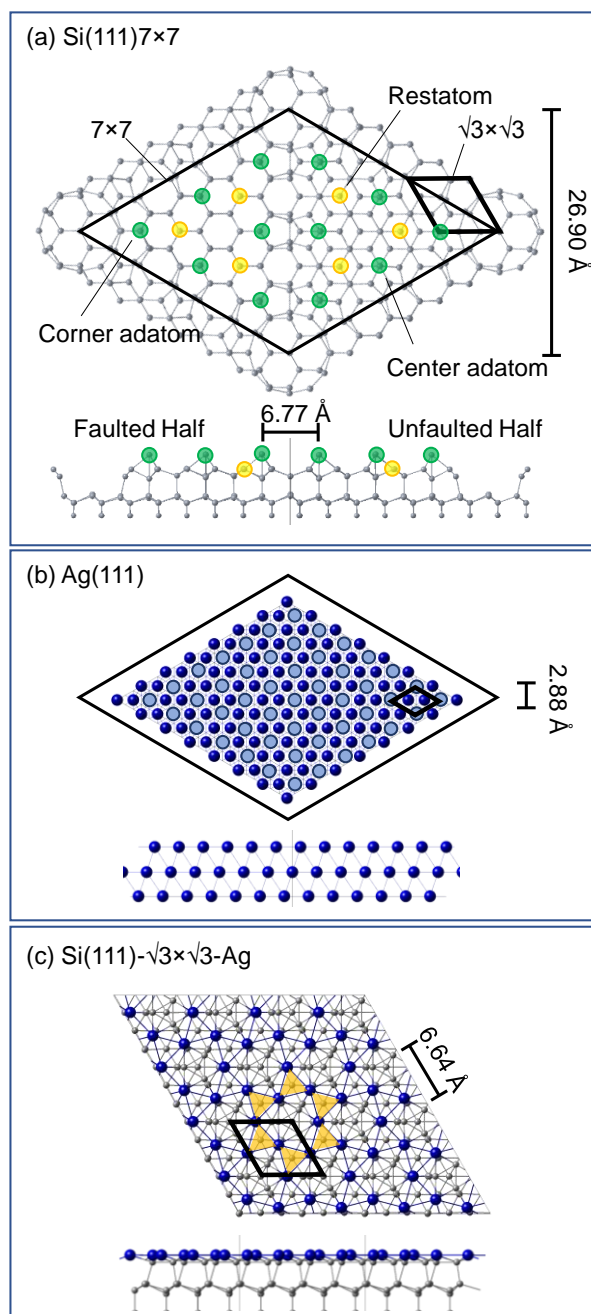 (a) Si(111)7×7
Restatom
7×7
√3×√3
26.90 Å
Corner adatom
Center adatom
6.77 Å
Faulted Half
Unfaulted Half
(b) Ag(111)
2.88 Å
(c) Si(111)-√3×√3-Ag
6.64 Å